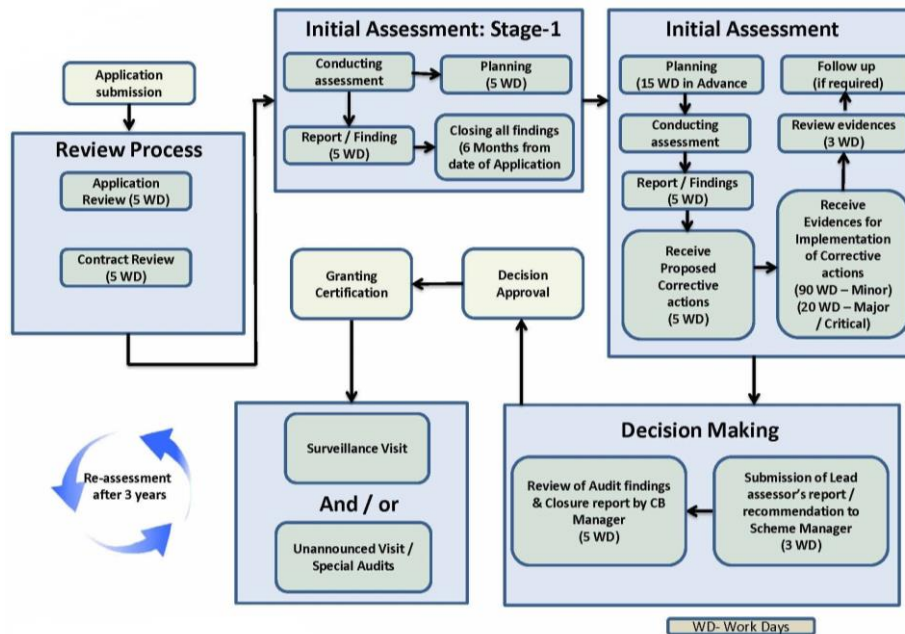 Application
submission
Review Process
Application
Review (5 WD)
Contract Review
(5 WD)
Initial Assessment: Stage-1
Conducting
assessment
Planning
(5 WD)
Report / Finding
(5 WD)
Closing all findings
(6 Months from
date of Application
Initial Assessment
Planning
(15 WD in Advance
Conducting
assessment
Report / Findings
(5 WD)
Receive
Proposed
Corrective
actions
(5 WD)
Follow up
(if required)
Review evidences
(3 WD)
Receive
Evidences for
Implementation
of Corrective
actions
(90 WD – Minor)
(20 WD – Major
/ Critical)
Granting
Certification
Decision
Approval
Surveillance Visit
And / or
Unannounced Visit /
Special Audits
Re-assessment
after 3 years
Decision Making
Review of Audit findings
& Closure report by CB
Manager
(5 WD)
Submission of Lead
assessor's report /
recommendation to
Scheme Manager
(3 WD)
WD- Work Days